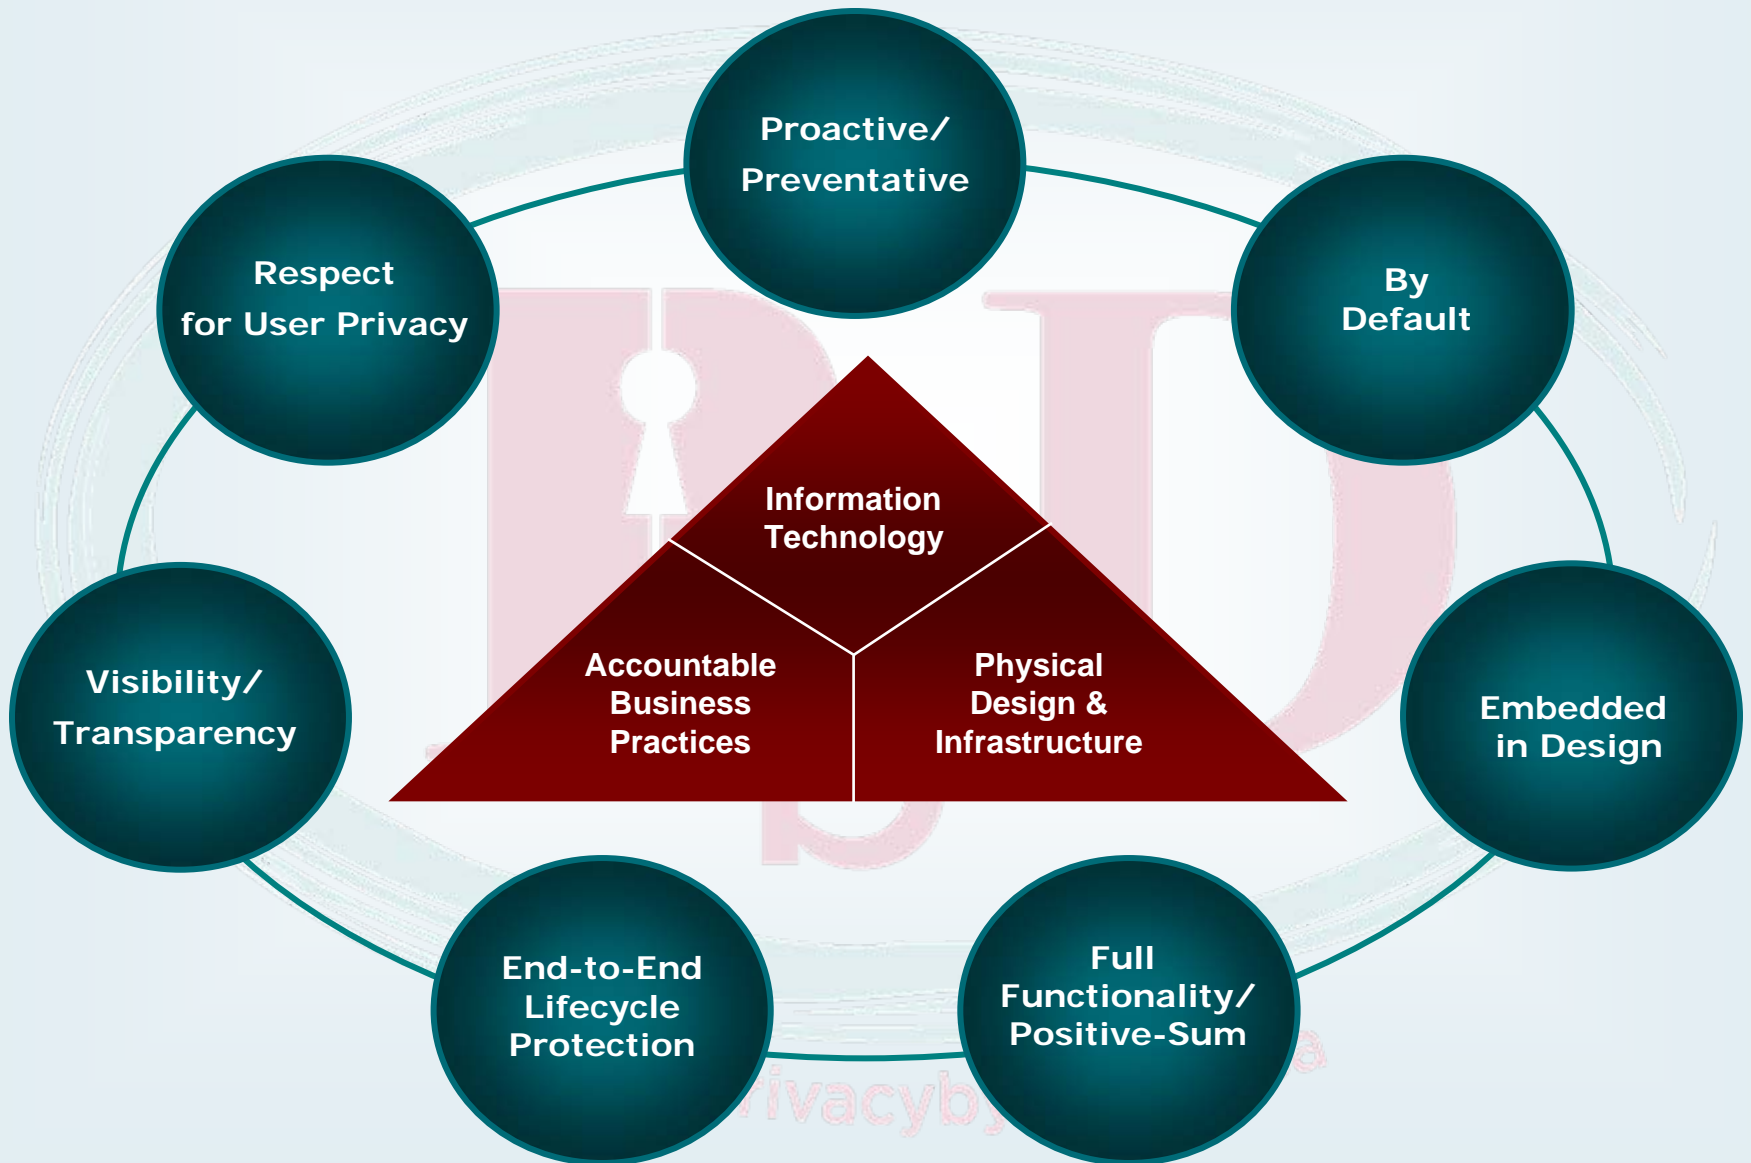 Proactive/
Preventative
By
Default
Embedded
in Design
Full
Functionality/
Positive-Sum
End-to-End
Lifecycle
Protection
Visibility/
Transparency
Respect
for User Privacy
Information
Technology
Accountable
Business
Practices
Physical
Design &
Infrastructure